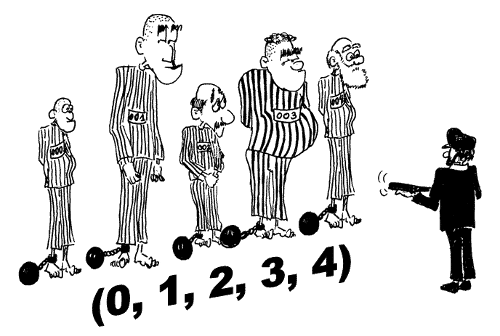 001
002
003
(0, 1, 2, 3, 4)